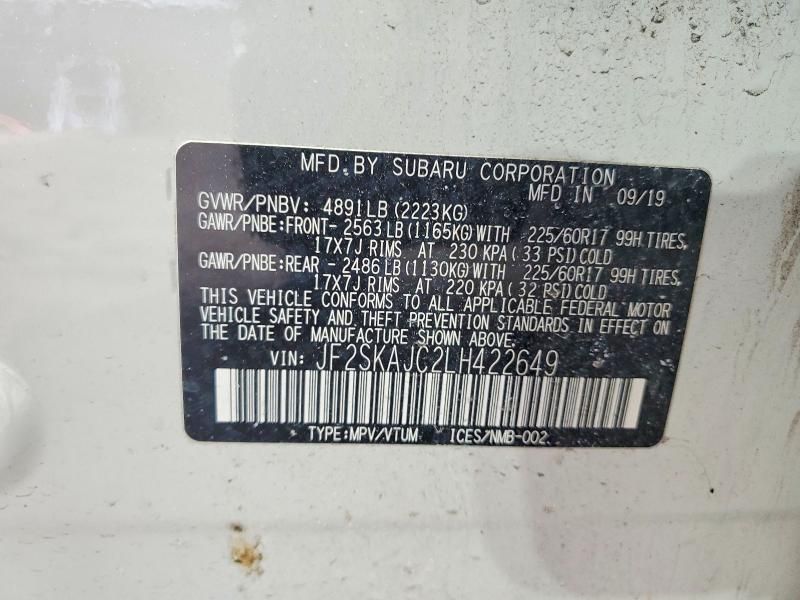 MFD. BY SUBARU CORPORATION
MFD IN 09/19
GVWR/PNBV: 4891LB(2223KG)
GAWR/PNBE:FRONT- 2563LB(1165KG)WITH 225/60R17 99H TIRES,
17X7J RIMS AT 230 KPA(33 PSI)COLD
GAWR/PNBE:REAR - 2486LB(1130KG)WITH 225/60R17 99H TIRES,
17X7J RIMS AT 220 KPA(32 PSI)COLD
THIS VEHICLE CONFORMS TO ALL APPLICABLE FEDERAL MOTOR
VEHICLE SAFETY AND THEFT PREVENTION STANDARDS IN EFFECT ON
THE DATE OF MANUFACTURE SHOWN ABOVE.
VIN: JF2SKAJC2LH422649
TYPE:MPV/VTUM ICES/NMB-002